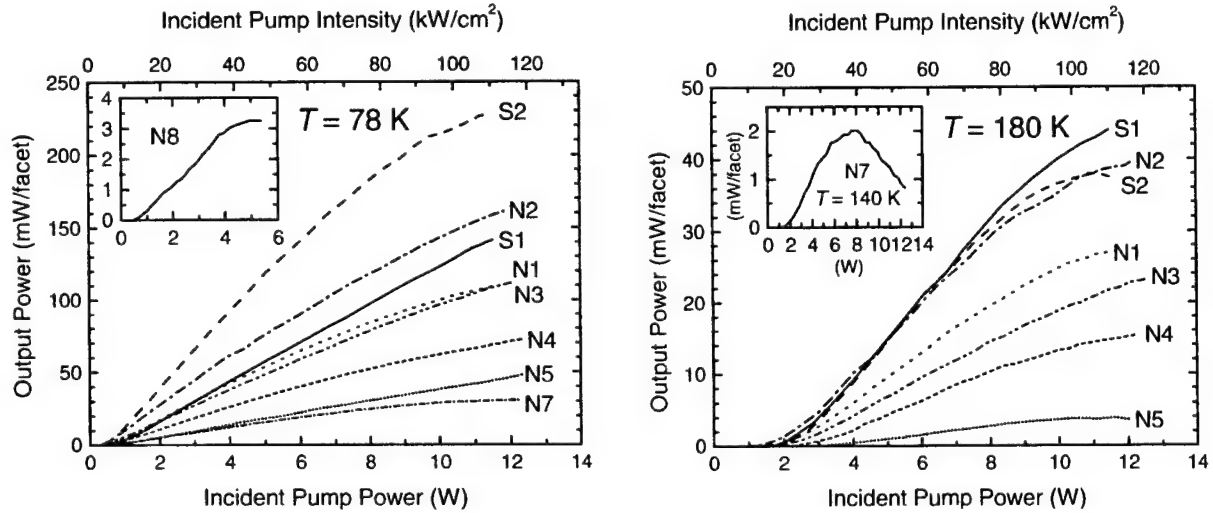 Incident Pump Intensity (kW/cm²)
0 20 40 60 80 100 120
250
200
150
100
50
0
Output Power (mW/facet)
4
3
2
1
0
N8
0 2 4 6
T = 78 K
S2
N2
S1
N1
N3
N4
N5
N7
0 2 4 6 8 10 12 14
Incident Pump Power (W)
Incident Pump Intensity (kW/cm²)
0 20 40 60 80 100 120
50
40
30
20
10
0
Output Power (mW/facet)
(mW/facet)
2
1
0
N7
T = 140 K
0 2 4 6 8 101214
(W)
T = 180 K
S1
N2
S2
N1
N3
N4
N5
0 2 4 6 8 10 12 14
Incident Pump Power (W)